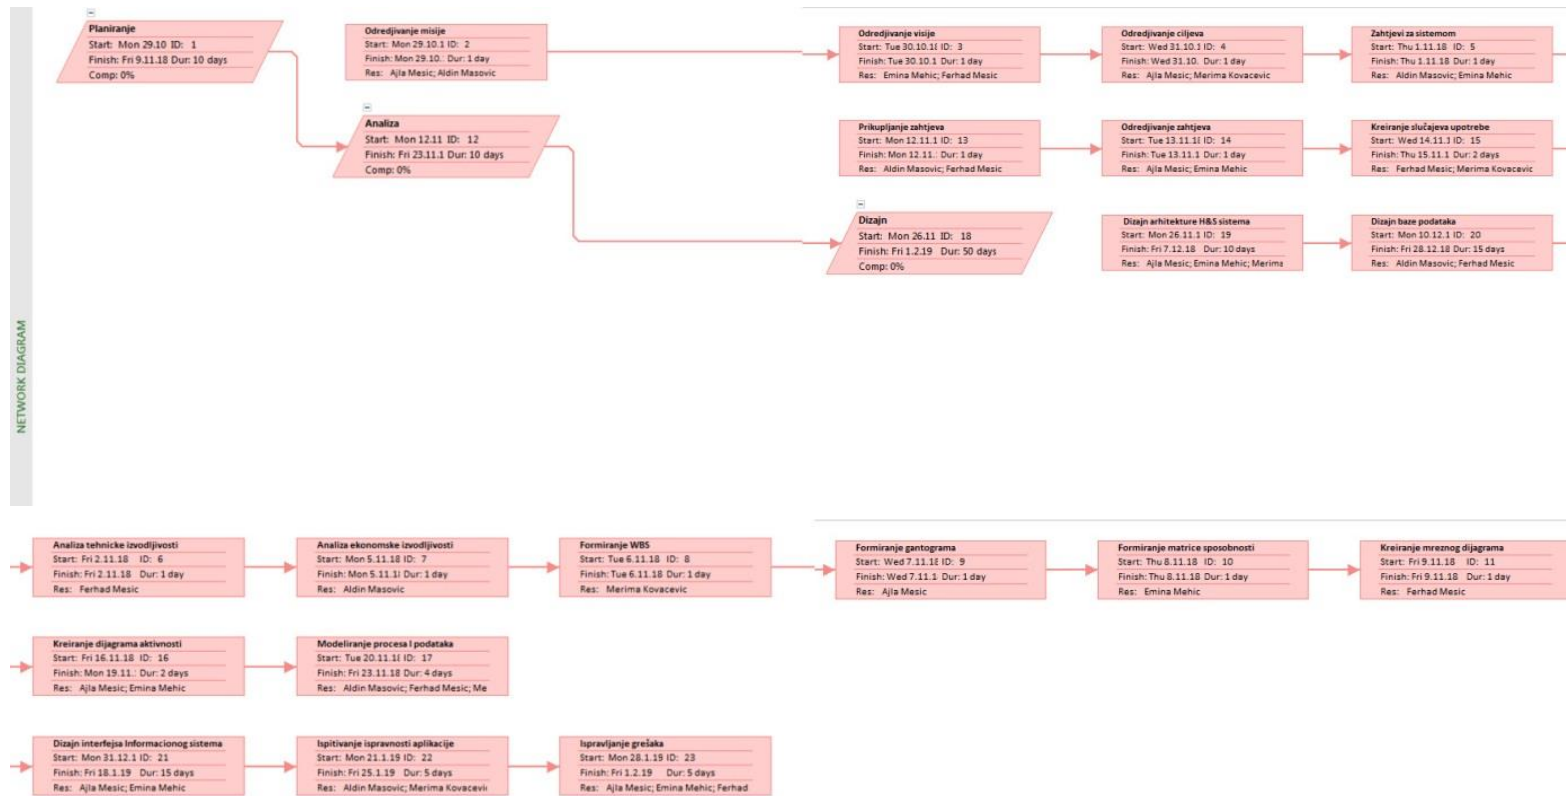 Planiranje
Start: Mon 29.10 ID: 1
Finish: Fri 9.11.18 Dur: 10 days
Comp: 0%
Odredjivanje misije
Start: Mon 29.10.1 ID: 2
Finish: Mon 29.10.: Dur: 1 day
Res: Ajla Mesic; Aldin Masovic
Odredjivanje visije
Start: Tue 30.10.18 ID: 3
Finish: Tue 30.10.1 Dur: 1 day
Res: Emina Mehic; Ferhad Mesic
Odredjivanje ciljeva
Start: Wed 31.10.1 ID: 4
Finish: Wed 31.10. Dur: 1 day
Res: Ajla Mesic; Merima Kovacevic
Zahtjevi za sistemom
Start: Thu 1.11.18 ID: 5
Finish: Thu 1.11.18 Dur: 1 day
Res: Aldin Masovic; Emina Mehic
Analiza
Start: Mon 12.11 ID: 12
Finish: Fri 23.11.1 Dur: 10 days
Comp: 0%
Prikupljanje zahtjeva
Start: Mon 12.11.1 ID: 13
Finish: Mon 12.11.: Dur: 1 day
Res: Aldin Masovic; Ferhad Mesic
Odredjivanje zahtjeva
Start: Tue 13.11.18 ID: 14
Finish: Tue 13.11.1 Dur: 1 day
Res: Ajla Mesic; Emina Mehic
Kreiranje slučajeva upotrebe
Start: Wed 14.11.1 ID: 15
Finish: Thu 15.11.1 Dur: 2 days
Res: Ferhad Mesic; Merima Kovacevic
Dizajn
Start: Mon 26.11 ID: 18
Finish: Fri 1.2.19 Dur: 50 days
Comp: 0%
Dizajn arhitekture H&S sistema
Start: Mon 26.11.1 ID: 19
Finish: Fri 7.12.18 Dur: 10 days
Res: Ajla Mesic; Emina Mehic; Merima
Dizajn baze podataka
Start: Mon 10.12.1 ID: 20
Finish: Fri 28.12.18 Dur: 15 days
Res: Aldin Masovic; Ferhad Mesic
NETWORK DIAGRAM
Analiza tehnicke izvodljivosti
Start: Fri 2.11.18 ID: 6
Finish: Fri 2.11.18 Dur: 1 day
Res: Ferhad Mesic
Analiza ekonomske izvodljivosti
Start: Mon 5.11.18 ID: 7
Finish: Mon 5.11.18 Dur: 1 day
Res: Aldin Masovic
Formiranje WBS
Start: Tue 6.11.18 ID: 8
Finish: Tue 6.11.18 Dur: 1 day
Res: Merima Kovacevic
Formiranje gantograma
Start: Wed 7.11.18 ID: 9
Finish: Wed 7.11.1 Dur: 1 day
Res: Ajla Mesic
Formiranje matrice sposobnosti
Start: Thu 8.11.18 ID: 10
Finish: Thu 8.11.18 Dur: 1 day
Res: Emina Mehic
Kreiranje mreznog dijagrama
Start: Fri 9.11.18 ID: 11
Finish: Fri 9.11.18 Dur: 1 day
Res: Ferhad Mesic
Kreiranje dijagrama aktivnosti
Start: Fri 16.11.18 ID: 16
Finish: Mon 19.11.: Dur: 2 days
Res: Ajla Mesic; Emina Mehic
Modeliranje procesa I podataka
Start: Tue 20.11.18 ID: 17
Finish: Fri 23.11.18 Dur: 4 days
Res: Aldin Masovic; Ferhad Mesic; Me
Dizajn interfejsa Informacionog sistema
Start: Mon 31.12.1 ID: 21
Finish: Fri 18.1.19 Dur: 15 days
Res: Ajla Mesic; Emina Mehic
Ispitivanje ispravnosti aplikacije
Start: Mon 21.1.19 ID: 22
Finish: Fri 25.1.19 Dur: 5 days
Res: Aldin Masovic; Merima Kovacevi
Ispravljanje grešaka
Start: Mon 28.1.19 ID: 23
Finish: Fri 1.2.19 Dur: 5 days
Res: Ajla Mesic; Emina Mehic; Ferhad